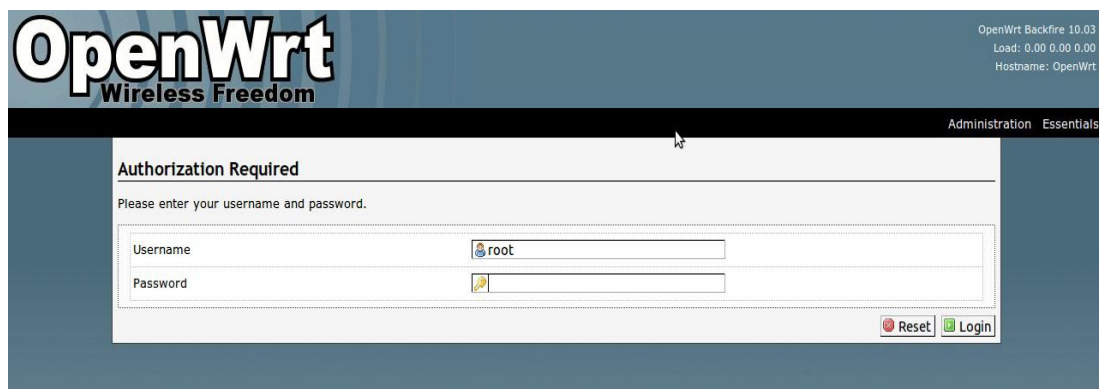 OpenWrt
Wireless Freedom
OpenWrt Backfire 10.03
Load: 0.00 0.00 0.00
Hostname: OpenWrt
Administration Essentials
Authorization Required
Please enter your username and password.
Username root
Password
Reset Login